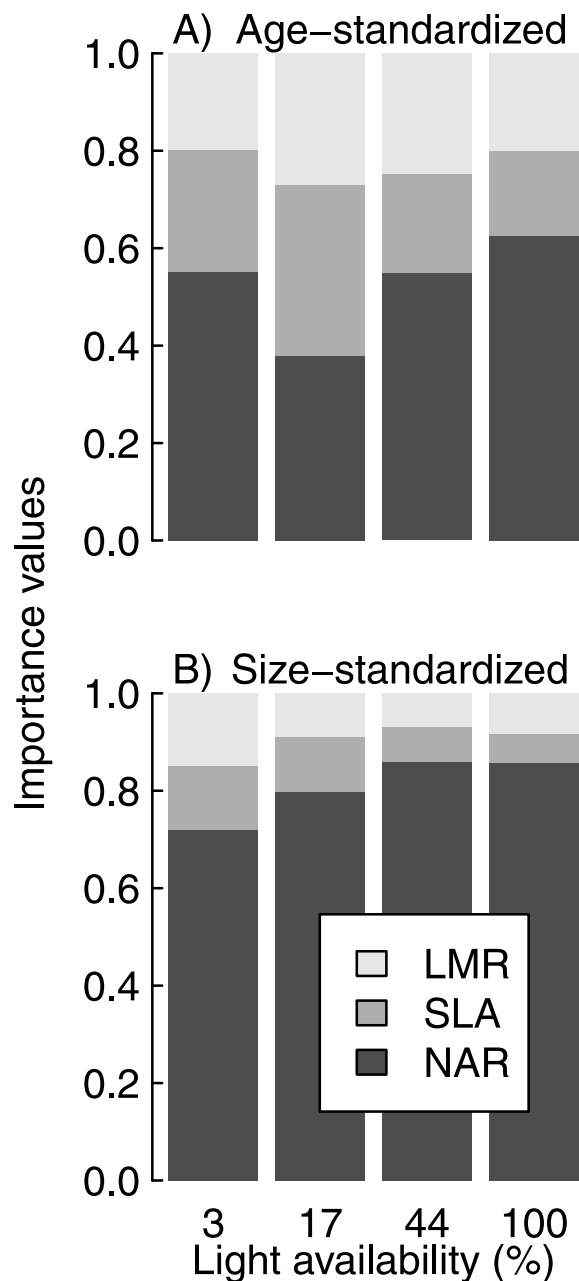 A) Age−standardized
1.0
0.8
0.6
0.4
0.2
0.0
Importance values
B) Size−standardized
1.0
0.8
0.6
0.4
0.2
0.0
LMR
SLA
NAR
3 17 44 100
Light availability (%)